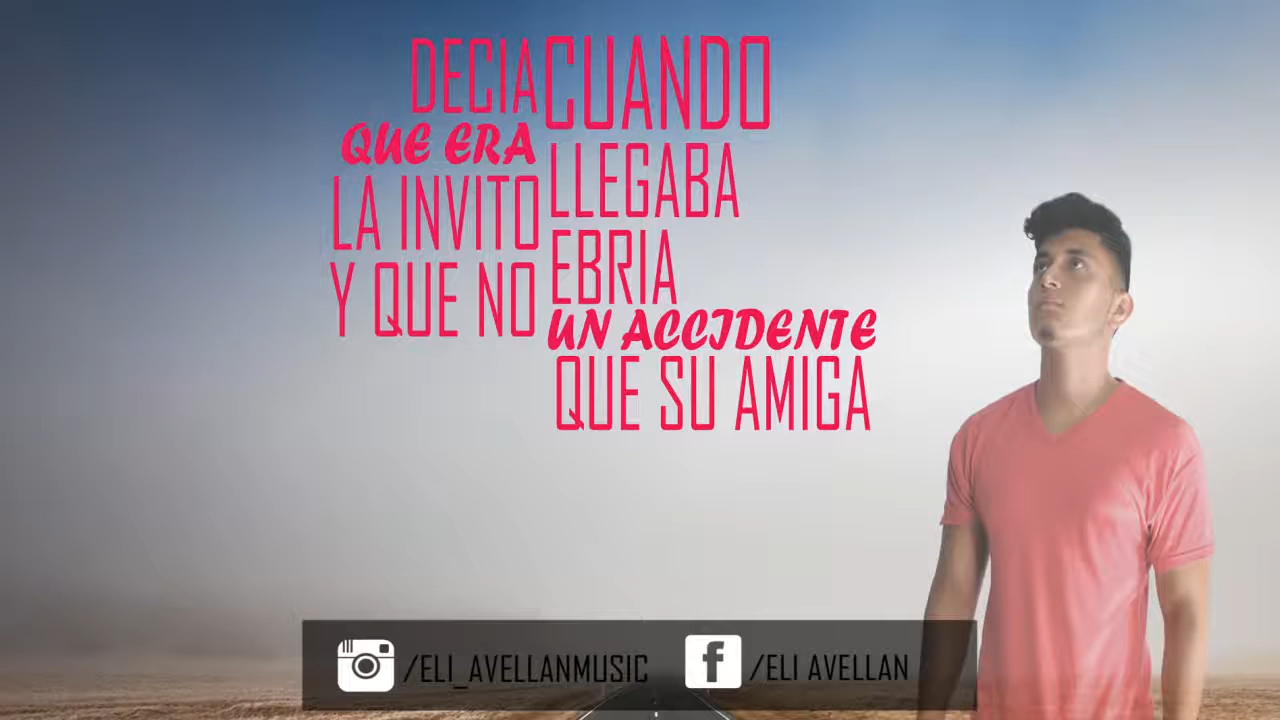 DECIA CUANDO
QUE ERA LLEGABA
LA INVITO EBRIA
Y QUE NO UN ACCIDENTE
QUE SU AMIGA
/ELI_AVELLANMUSIC
/ELI AVELLAN